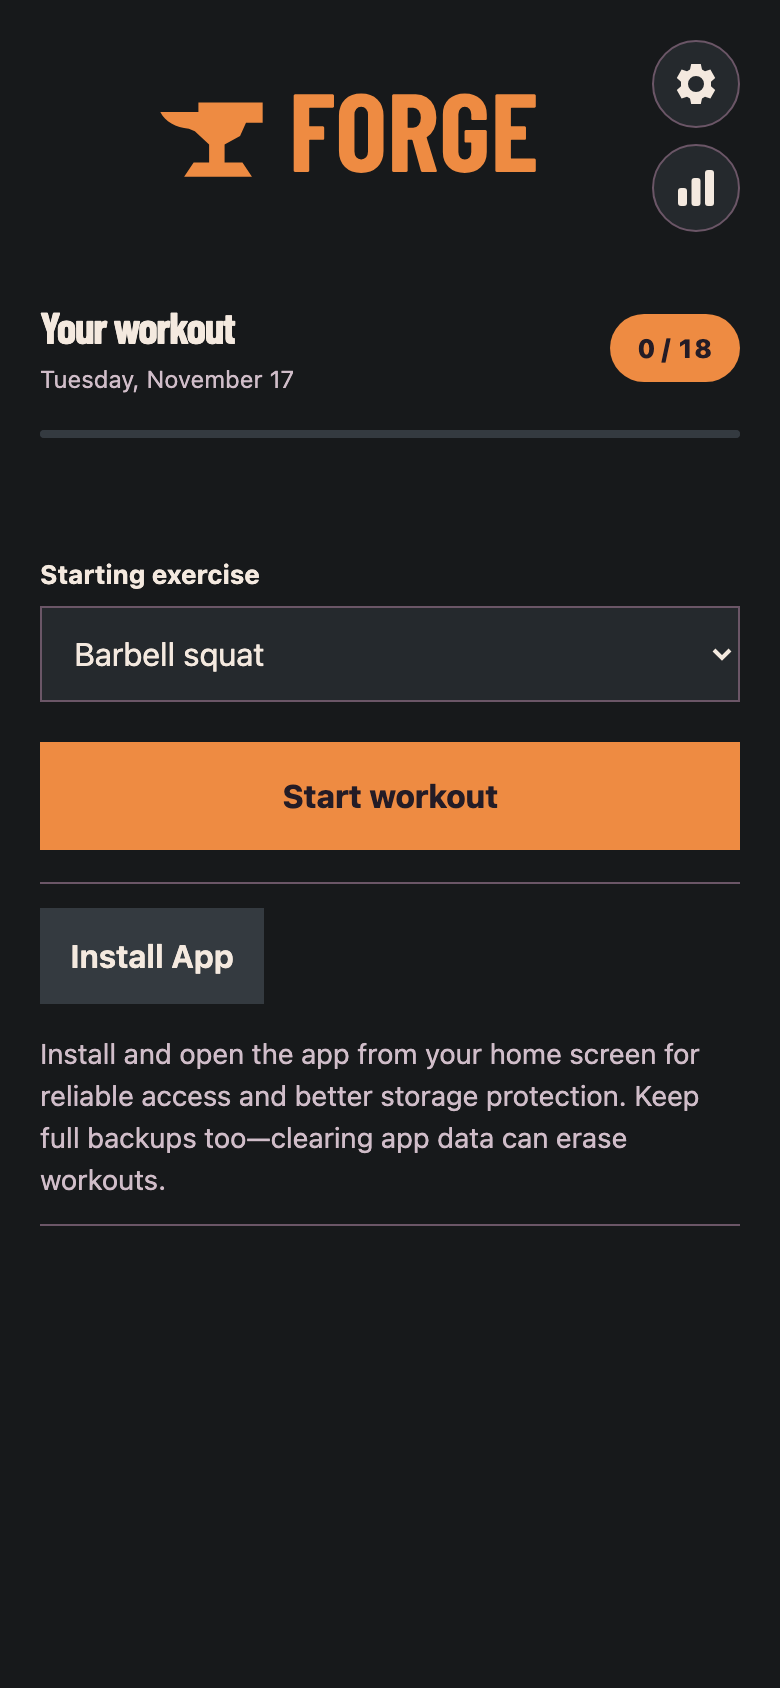 FORGE
Your workout
Tuesday, November 17
0 / 18
Starting exercise
Barbell squat
Start workout
Install App
Install and open the app from your home screen for
reliable access and better storage protection. Keep
full backups too—clearing app data can erase
workouts.